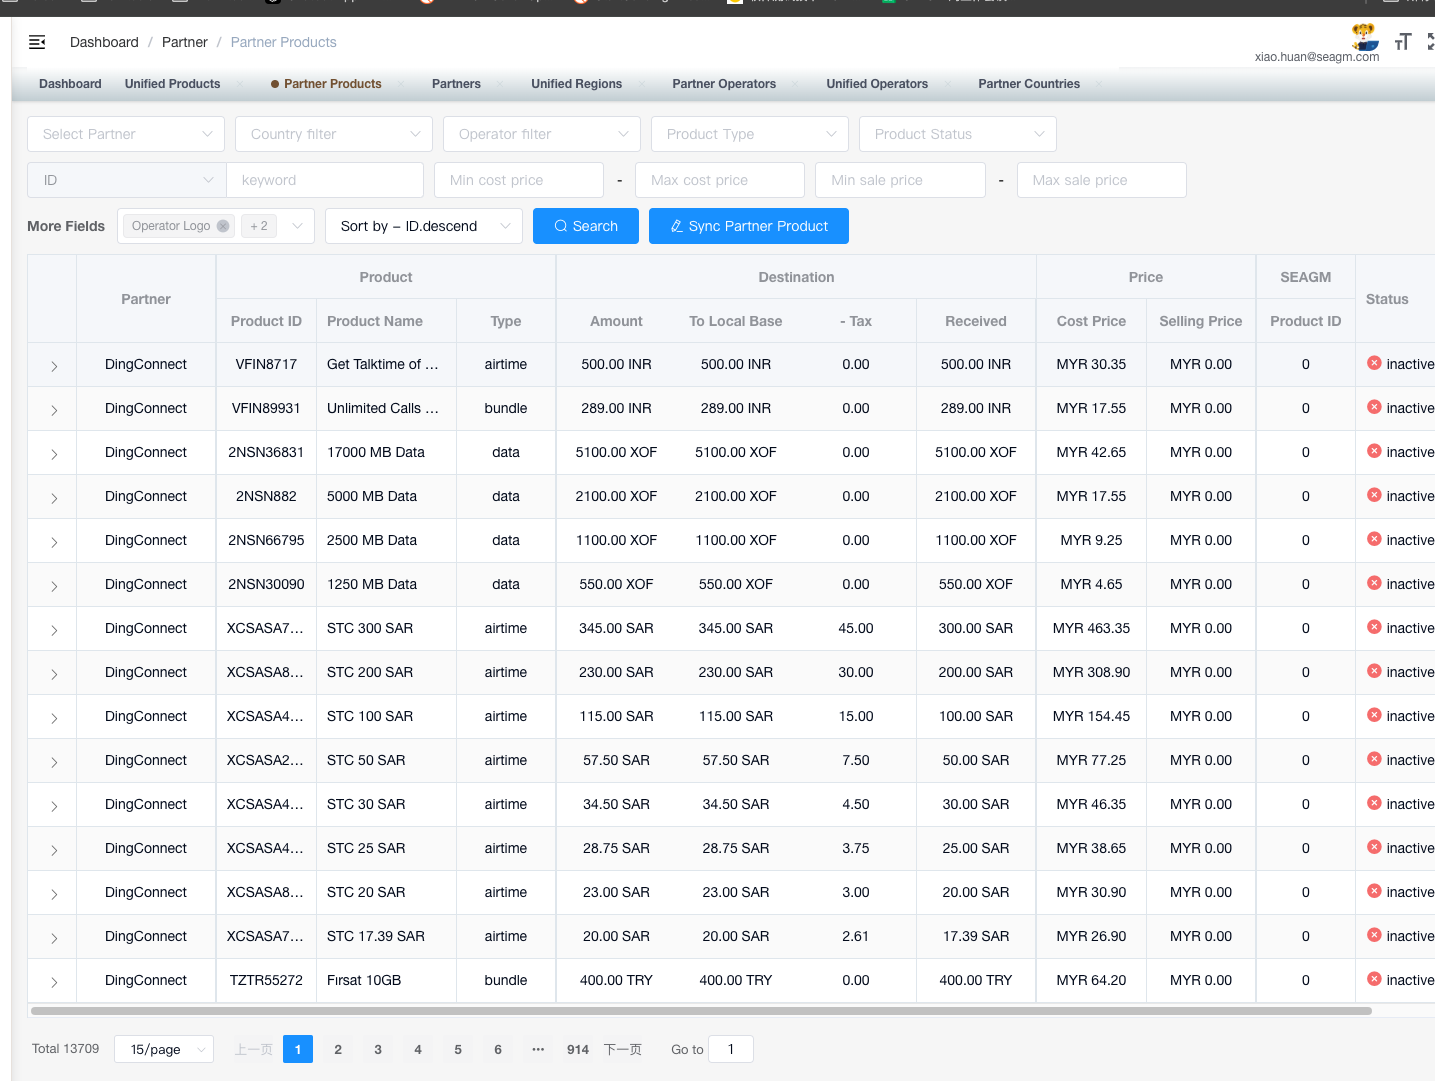 Dashboard / Partner / Partner Products
xiao.huan@seagm.com
Dashboard Unified Products Partner Products Partners Unified Regions Partner Operators Unified Operators Partner Countries
Select Partner Country filter Operator filter Product Type Product Status
ID keyword Min cost price - Max cost price Min sale price - Max sale price
More Fields Operator Logo + 2 Sort by – ID.descend Search Sync Partner Product
Partner Product Destination Price SEAGM Status
Product ID Product Name Type Amount To Local Base - Tax Received Cost Price Selling Price Product ID
DingConnect VFIN8717 Get Talktime of ... airtime 500.00 INR 500.00 INR 0.00 500.00 INR MYR 30.35 MYR 0.00 0 inactive
DingConnect VFIN89931 Unlimited Calls ... bundle 289.00 INR 289.00 INR 0.00 289.00 INR MYR 17.55 MYR 0.00 0 inactive
DingConnect 2NSN36831 17000 MB Data data 5100.00 XOF 5100.00 XOF 0.00 5100.00 XOF MYR 42.65 MYR 0.00 0 inactive
DingConnect 2NSN882 5000 MB Data data 2100.00 XOF 2100.00 XOF 0.00 2100.00 XOF MYR 17.55 MYR 0.00 0 inactive
DingConnect 2NSN66795 2500 MB Data data 1100.00 XOF 1100.00 XOF 0.00 1100.00 XOF MYR 9.25 MYR 0.00 0 inactive
DingConnect 2NSN30090 1250 MB Data data 550.00 XOF 550.00 XOF 0.00 550.00 XOF MYR 4.65 MYR 0.00 0 inactive
DingConnect XCSASA7... STC 300 SAR airtime 345.00 SAR 345.00 SAR 45.00 300.00 SAR MYR 463.35 MYR 0.00 0 inactive
DingConnect XCSASA8... STC 200 SAR airtime 230.00 SAR 230.00 SAR 30.00 200.00 SAR MYR 308.90 MYR 0.00 0 inactive
DingConnect XCSASA4... STC 100 SAR airtime 115.00 SAR 115.00 SAR 15.00 100.00 SAR MYR 154.45 MYR 0.00 0 inactive
DingConnect XCSASA2... STC 50 SAR airtime 57.50 SAR 57.50 SAR 7.50 50.00 SAR MYR 77.25 MYR 0.00 0 inactive
DingConnect XCSASA4... STC 30 SAR airtime 34.50 SAR 34.50 SAR 4.50 30.00 SAR MYR 46.35 MYR 0.00 0 inactive
DingConnect XCSASA4... STC 25 SAR airtime 28.75 SAR 28.75 SAR 3.75 25.00 SAR MYR 38.65 MYR 0.00 0 inactive
DingConnect XCSASA8... STC 20 SAR airtime 23.00 SAR 23.00 SAR 3.00 20.00 SAR MYR 30.90 MYR 0.00 0 inactive
DingConnect XCSASA7... STC 17.39 SAR airtime 20.00 SAR 20.00 SAR 2.61 17.39 SAR MYR 26.90 MYR 0.00 0 inactive
DingConnect TZTR55272 Fırsat 10GB bundle 400.00 TRY 400.00 TRY 0.00 400.00 TRY MYR 64.20 MYR 0.00 0 inactive
Total 13709 15/page 上一页 1 2 3 4 5 6 ... 914 下一页 Go to 1